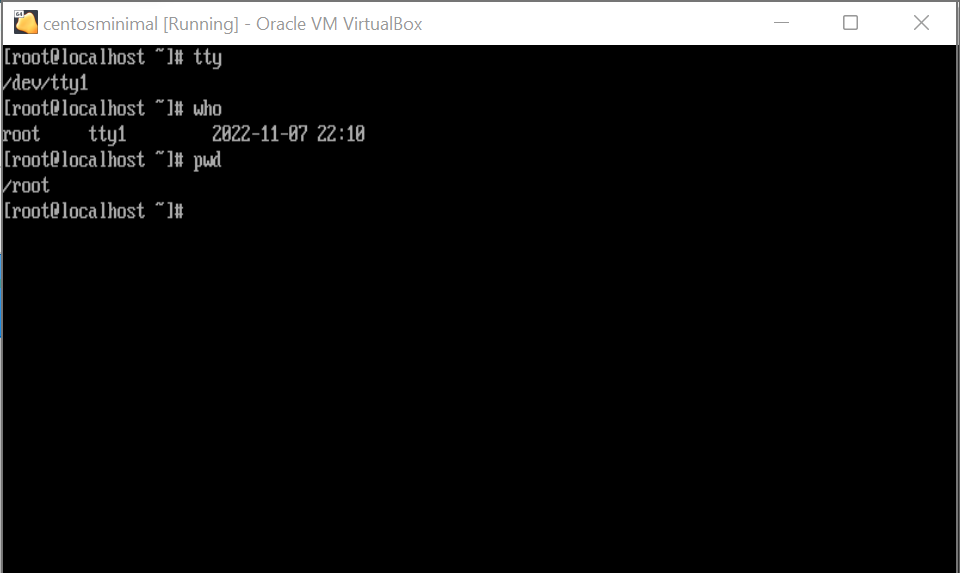 centosminimal [Running] - Oracle VM VirtualBox
[root@localhost ~]# tty
/dev/tty1
[root@localhost ~]# who
root     tty1         2022-11-07 22:10
[root@localhost ~]# pwd
/root
[root@localhost ~]#